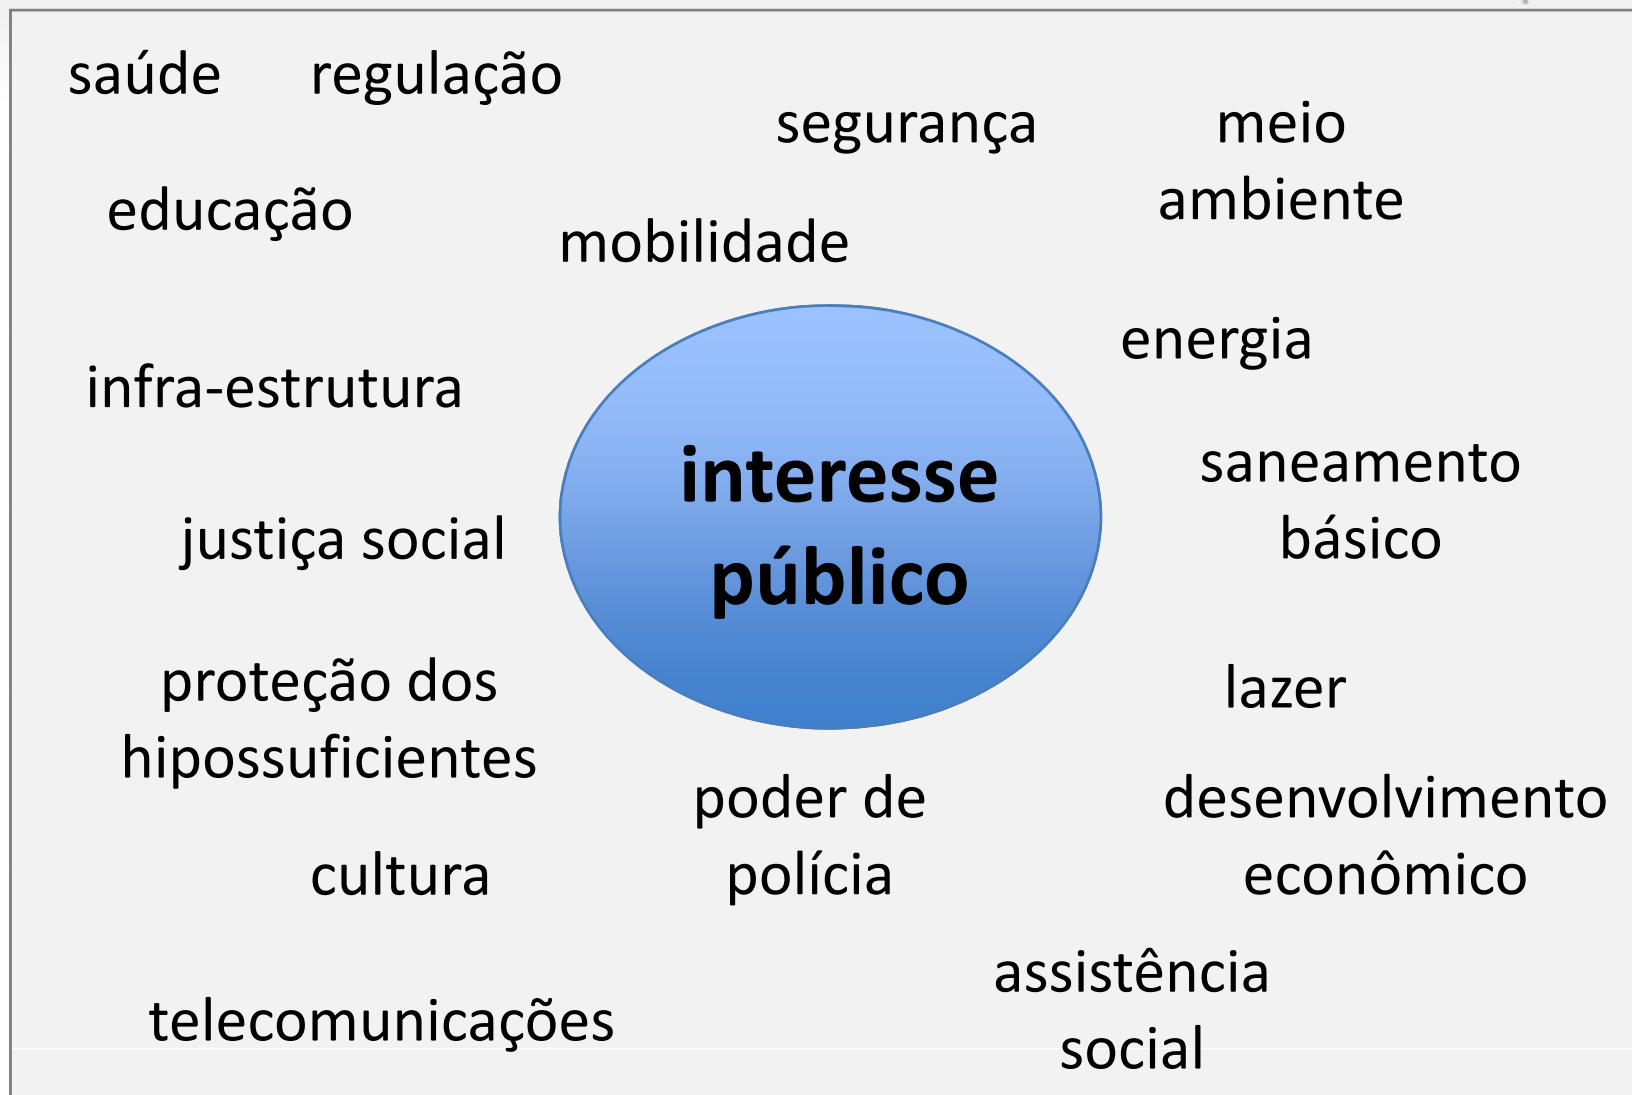 saúde
regulação
segurança
meio
ambiente
educação
mobilidade
energia
infra-estrutura
interesse
público
saneamento
básico
justiça social
proteção dos
hipossuficientes
lazer
poder de
polícia
desenvolvimento
econômico
cultura
assistência
social
telecomunicações